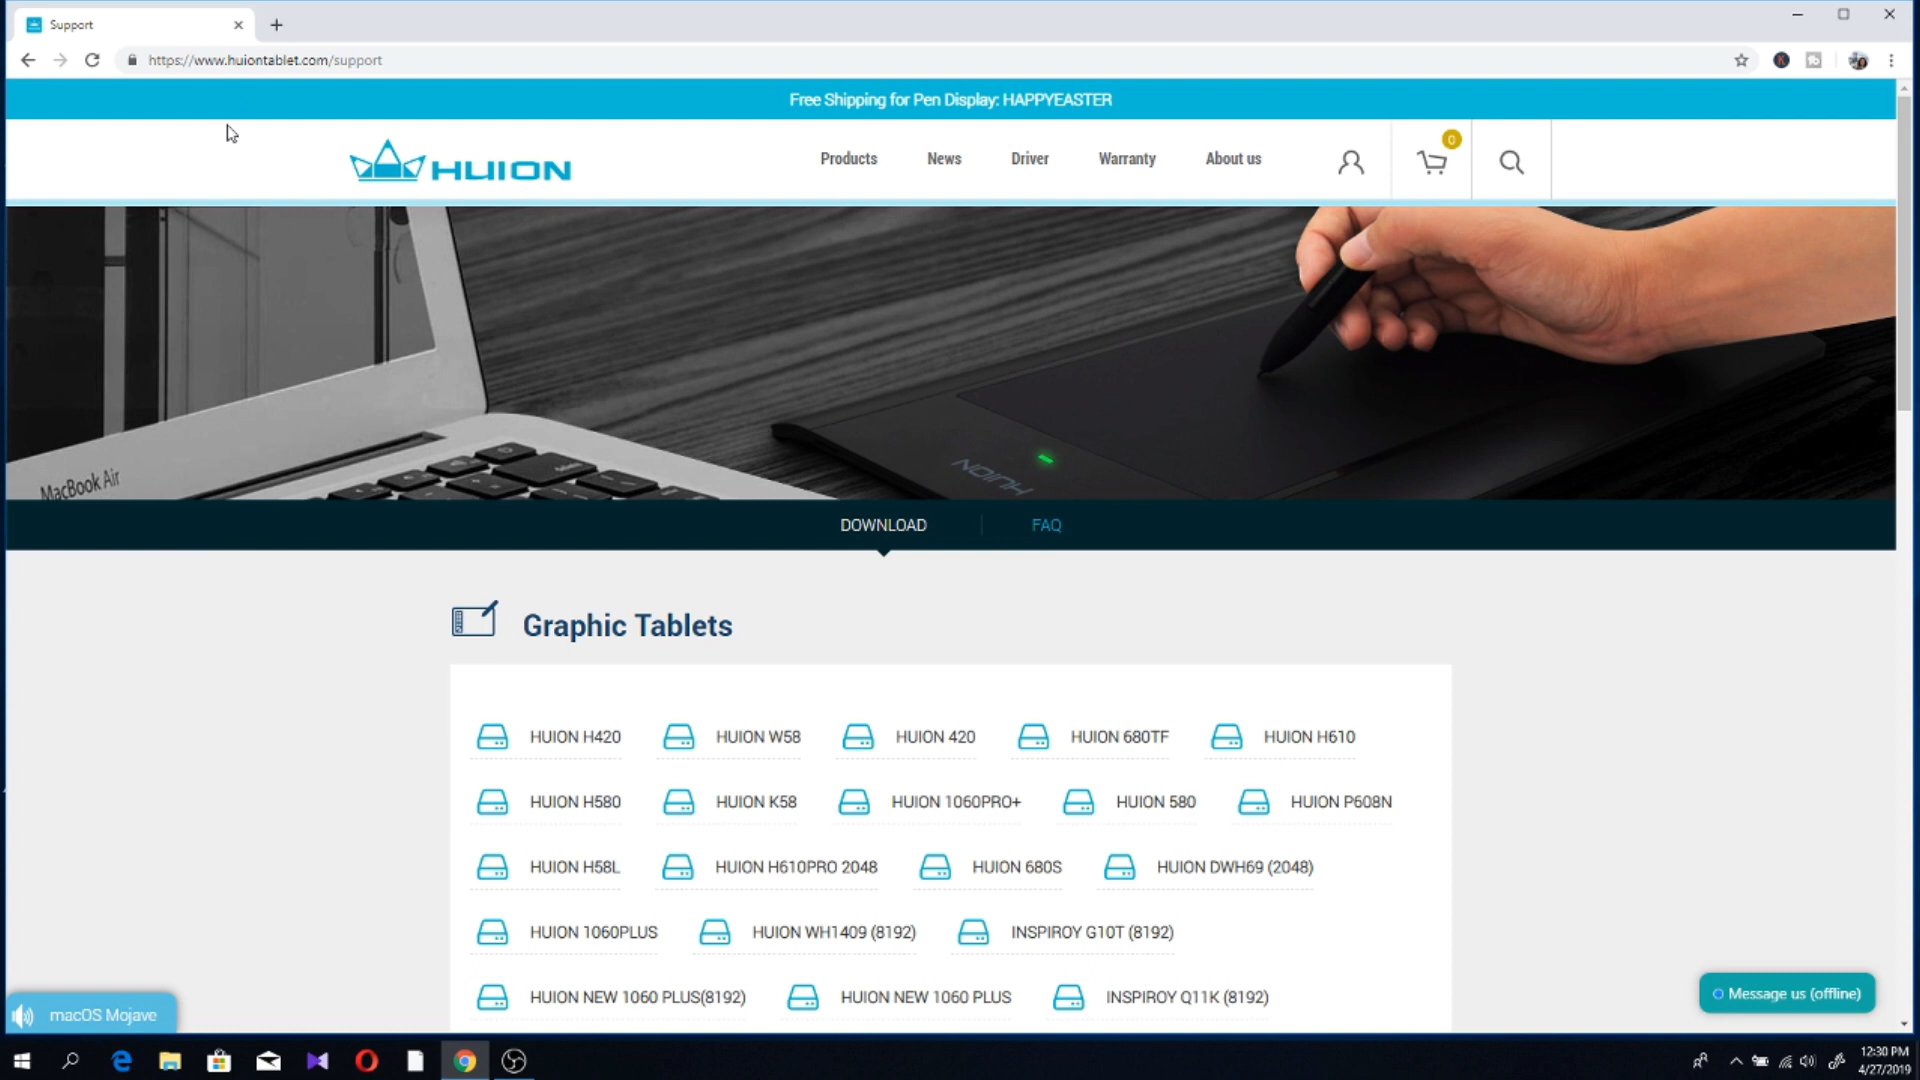 Support
https://www.huiontablet.com/support
Free Shipping for Pen Display: HAPPYEASTER
HUION
Products News Driver Warranty About us
0
MacBook Air
HUION
DOWNLOAD FAQ
Graphic Tablets
HUION H420 HUION W58 HUION 420 HUION 680TF HUION H610
HUION H580 HUION K58 HUION 1060PRO+ HUION 580 HUION P608N
HUION H58L HUION H610PRO 2048 HUION 680S HUION DWH69 (2048)
HUION 1060PLUS HUION WH1409 (8192) INSPIROY G10T (8192)
HUION NEW 1060 PLUS(8192) HUION NEW 1060 PLUS INSPIROY Q11K (8192)
Message us (offline)
macOS Mojave
12:30 PM
4/27/2019